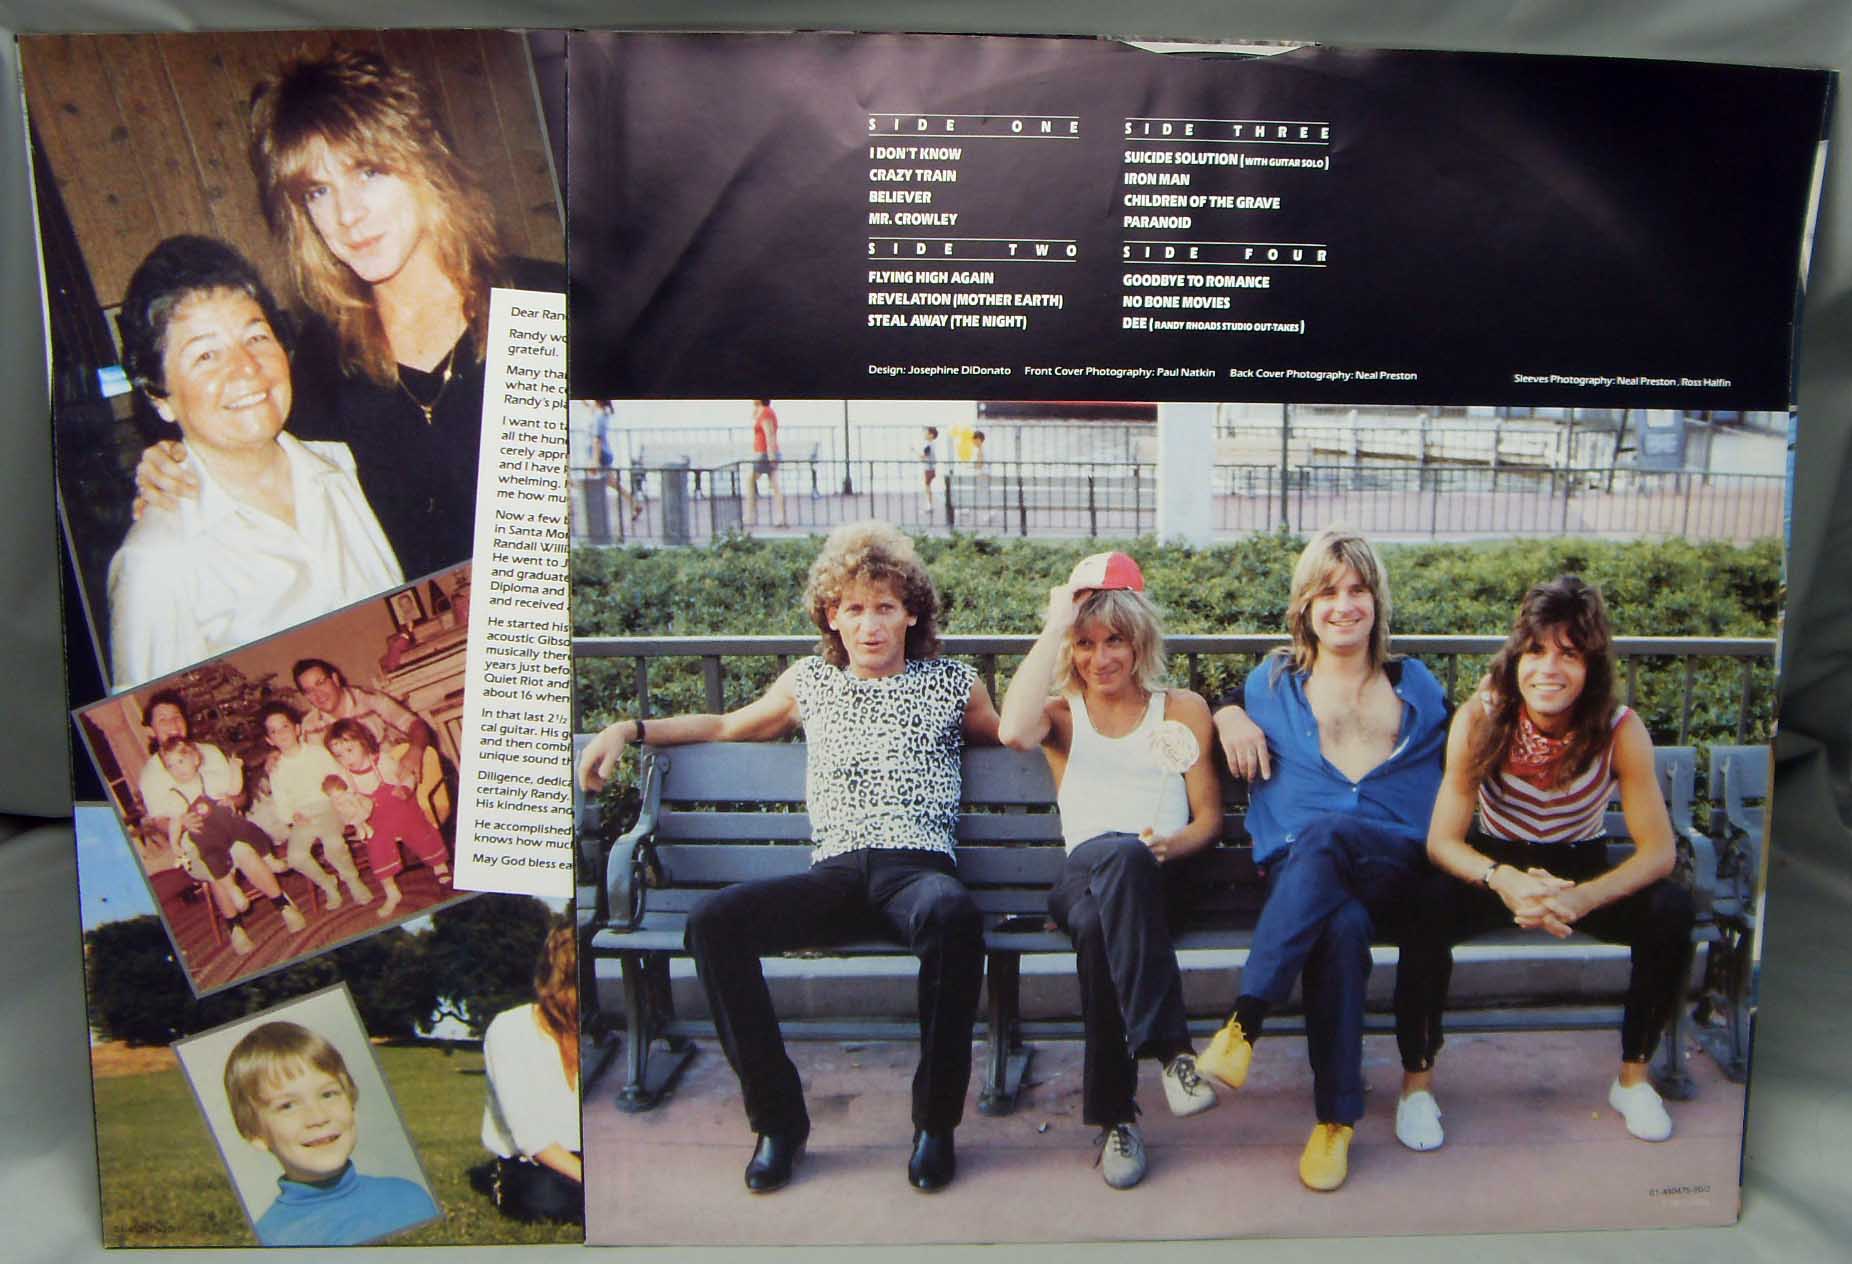 Dear Ran
Randy wo
grateful.
Many tha
what he c
Randy's pla
I want to t
all the hun
cerely appr
and I have
whelming.
me how mu
Now a few b
in Santa Mo
Randall Willi
He went to J
and graduate
Diploma and
and received
He started his
acoustic Gibso
musically there
years just befo
Quiet Riot and
about 16 when
In that last 2½
cal guitar. His g
and then combi
unique sound th
Diligence, dedica
certainly Randy.
His kindness and
He accomplished
knows how much
May God bless ea
SIDE ONE
I DON'T KNOW
CRAZY TRAIN
BELIEVER
MR. CROWLEY
SIDE TWO
FLYING HIGH AGAIN
REVELATION (MOTHER EARTH)
STEAL AWAY (THE NIGHT)
SIDE THREE
SUICIDE SOLUTION (WITH GUITAR SOLO)
IRON MAN
CHILDREN OF THE GRAVE
PARANOID
SIDE FOUR
GOODBYE TO ROMANCE
NO BONE MOVIES
DEE (RANDY RHOADS STUDIO OUT-TAKES)
Design: Josephine DiDonato Front Cover Photography: Paul Natkin Back Cover Photography: Neal Preston
Sleeves Photography: Neal Preston, Ross Halfin